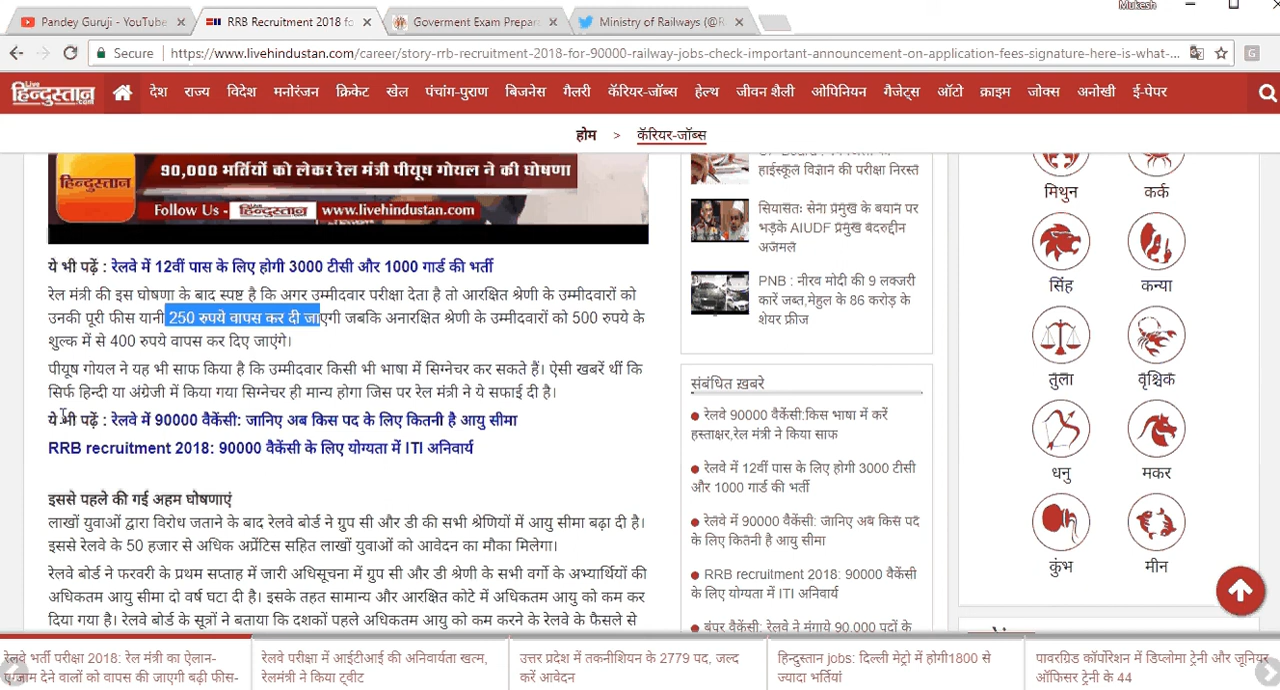 Mukesh
Pandey Guruji - YouTube
RRB Recruitment 2018 fo
Goverment Exam Prepar
Ministry of Railways (@R
Secure
https://www.livehindustan.com/career/story-rrb-recruitment-2018-for-90000-railway-jobs-check-important-announcement-on-application-fees-signature-here-is-what-...
Live
हिन्दुस्तान
.com
देश राज्य विदेश मनोरंजन क्रिकेट खेल पंचांग-पुराण बिजनेस गैलरी कॅरियर-जॉब्स हेल्थ जीवन शैली ओपिनियन गैजेट्स ऑटो क्राइम जोक्स अनोखी ई-पेपर
होम > कॅरियर-जॉब्स
हिन्दुस्तान
90,000 भर्तियों को लेकर रेल मंत्री पीयूष गोयल ने की घोषणा
Follow Us - हिन्दुस्तान www.livehindustan.com
ये भी पढ़ें : रेलवे में 12वीं पास के लिए होगी 3000 टीसी और 1000 गार्ड की भर्ती
रेल मंत्री की इस घोषणा के बाद स्पष्ट है कि अगर उम्मीदवार परीक्षा देता है तो आरक्षित श्रेणी के उम्मीदवारों को
उनकी पूरी फीस यानी 250 रुपये वापस कर दी जाएगी जबकि अनारक्षित श्रेणी के उम्मीदवारों को 500 रुपये के
शुल्क में से 400 रुपये वापस कर दिए जाएंगे।
पीयूष गोयल ने यह भी साफ किया है कि उम्मीदवार किसी भी भाषा में सिग्नेचर कर सकते हैं। ऐसी खबरें थीं कि
सिर्फ हिन्दी या अंग्रेजी में किया गया सिग्नेचर ही मान्य होगा जिस पर रेल मंत्री ने ये सफाई दी है।
ये भी पढ़ें : रेलवे में 90000 वैकेंसी: जानिए अब किस पद के लिए कितनी है आयु सीमा
RRB recruitment 2018: 90000 वैकेंसी के लिए योग्यता में ITI अनिवार्य
इससे पहले की गई अहम घोषणाएं
लाखों युवाओं द्वारा विरोध जताने के बाद रेलवे बोर्ड ने ग्रुप सी और डी की सभी श्रेणियों में आयु सीमा बढ़ा दी है।
इससे रेलवे के 50 हजार से अधिक अप्रेंटिस सहित लाखों युवाओं को आवेदन का मौका मिलेगा।
रेलवे बोर्ड ने फरवरी के प्रथम सप्ताह में जारी अधिसूचना में ग्रुप सी और डी श्रेणी के सभी वर्गो के अभ्यार्थियों की
अधिकतम आयु सीमा दो वर्ष घटा दी है। इसके तहत सामान्य और आरक्षित कोटे में अधिकतम आयु को कम कर
दिया गया है। रेलवे बोर्ड के सूत्रों ने बताया कि दशकों पहले अधिकतम आयु को कम करने के रेलवे के फैसले से
हाईस्कूल विज्ञान की परीक्षा निरस्त
सियासत: सेना प्रमुख के बयान पर
भड़के AIUDF प्रमुख बदरुद्दीन
अजमल
PNB : नीरव मोदी की 9 लक्जरी
कारें जब्त,मेहुल के 86 करोड़ के
शेयर फ्रीज
संबंधित ख़बरे
रेलवे 90000 वैकेंसी:किस भाषा में करें
हस्ताक्षर,रेल मंत्री ने किया साफ
रेलवे में 12वीं पास के लिए होगी 3000 टीसी
और 1000 गार्ड की भर्ती
रेलवे में 90000 वैकेंसी: जानिए अब किस पद
के लिए कितनी है आयु सीमा
RRB recruitment 2018: 90000 वैकेंसी
के लिए योग्यता में ITI अनिवार्य
बंपर वैकेंसी: रेलवे ने मंगाये 90,000 पदों के
मिथुन कर्क
सिंह कन्या
तुला वृश्चिक
धनु मकर
कुंभ मीन
रेलवे भर्ती परीक्षा 2018: रेल मंत्री का ऐलान-
एग्जाम देने वालों को वापस की जाएगी बढ़ी फीस-
रेलवे परीक्षा में आईटीआई की अनिवार्यता खत्म,
रेलमंत्री ने किया ट्वीट
उत्तर प्रदेश में तकनीशियन के 2779 पद, जल्द
करें आवेदन
हिन्दुस्तान jobs: दिल्ली मेट्रो में होगी1800 से
ज्यादा भर्तियां
पावरग्रिड कॉर्पोरेशन में डिप्लोमा ट्रेनी और जूनियर
ऑफिसर ट्रेनी के 44